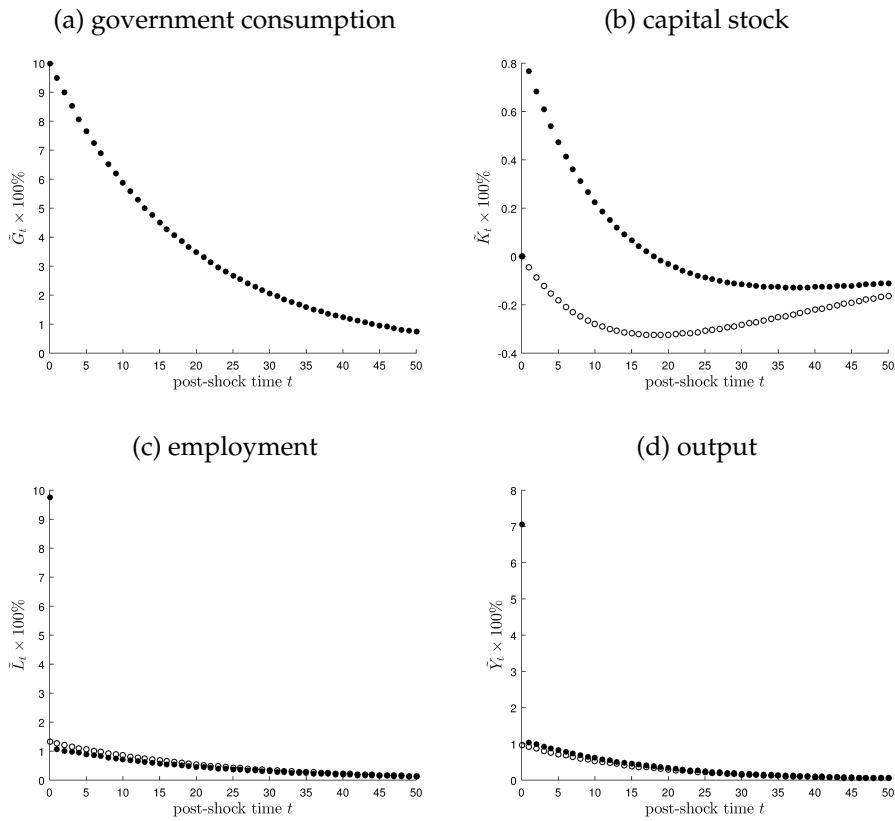 (a) government consumption
10
9
8
7
6
5
4
3
2
1
0
G̃t × 100%
0 5 10 15 20 25 30 35 40 45 50
post-shock time t
(b) capital stock
0.8
0.6
0.4
0.2
0
-0.2
-0.4
K̃t × 100%
0 5 10 15 20 25 30 35 40 45 50
post-shock time t
(c) employment
10
9
8
7
6
5
4
3
2
1
0
L̃t × 100%
0 5 10 15 20 25 30 35 40 45 50
post-shock time t
(d) output
8
7
6
5
4
3
2
1
0
Ỹt × 100%
0 5 10 15 20 25 30 35 40 45 50
post-shock time t